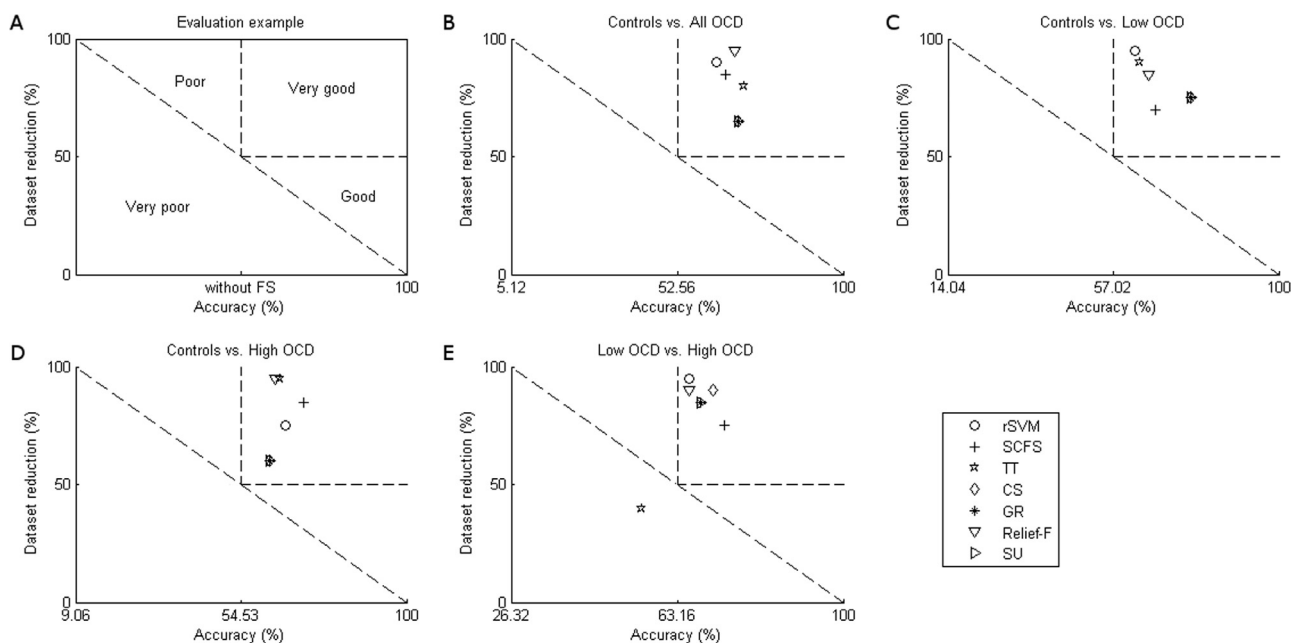 A
Evaluation example
100
50
0
Dataset reduction (%)
Poor
Very good
Very poor
Good
without FS
100
Accuracy (%)
B
Controls vs. All OCD
100
50
0
Dataset reduction (%)
5.12
52.56
100
Accuracy (%)
C
Controls vs. Low OCD
100
50
0
Dataset reduction (%)
14.04
57.02
100
Accuracy (%)
D
Controls vs. High OCD
100
50
0
Dataset reduction (%)
9.06
54.53
100
Accuracy (%)
E
Low OCD vs. High OCD
100
50
0
Dataset reduction (%)
26.32
63.16
100
Accuracy (%)
rSVM
SCFS
TT
CS
GR
Relief-F
SU